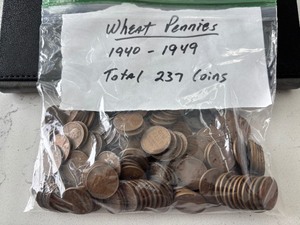 Wheat Pennies
1940 - 1949
Total 237 Coins